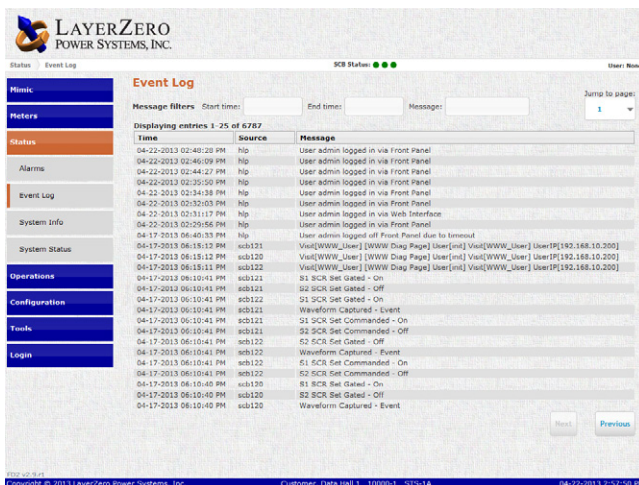 LAYERZERO
POWER SYSTEMS, INC.
Status Event Log SCB Status: User: None
Mimic
Meters
Status
Alarms
Event Log
System Info
System Status
Operations
Configuration
Tools
Login
Event Log
Jump to page:
1
Message filters Start time: End time: Message:
Displaying entries 1-25 of 6787
Time Source Message
04-22-2013 02:48:28 PM hlp User admin logged in via Front Panel
04-22-2013 02:46:09 PM hlp User admin logged in via Front Panel
04-22-2013 02:44:27 PM hlp User admin logged in via Front Panel
04-22-2013 02:35:50 PM hlp User admin logged in via Front Panel
04-22-2013 02:34:38 PM hlp User admin logged in via Front Panel
04-22-2013 02:32:03 PM hlp User admin logged in via Front Panel
04-22-2013 02:31:17 PM hlp User admin logged in via Web Interface
04-22-2013 02:29:56 PM hlp User admin logged in via Front Panel
04-17-2013 06:40:33 PM hlp User admin logged off Front Panel due to timeout
04-17-2013 06:15:12 PM scb121 Visit[WWW_User] [WWW Diag Page] User[int] Visit[WWW_User] UserIP[192.168.10.200]
04-17-2013 06:15:12 PM scb120 Visit[WWW_User] [WWW Diag Page] User[int] Visit[WWW_User] UserIP[192.168.10.200]
04-17-2013 06:15:11 PM scb122 Visit[WWW_User] [WWW Diag Page] User[int] Visit[WWW_User] UserIP[192.168.10.200]
04-17-2013 06:10:41 PM scb121 S1 SCR Set Gated - On
04-17-2013 06:10:41 PM scb121 S2 SCR Set Gated - Off
04-17-2013 06:10:41 PM scb122 S1 SCR Set Gated - On
04-17-2013 06:10:41 PM scb121 Waveform Captured - Event
04-17-2013 06:10:41 PM scb121 S1 SCR Set Commanded - On
04-17-2013 06:10:41 PM scb121 S2 SCR Set Commanded - Off
04-17-2013 06:10:41 PM scb122 S2 SCR Set Gated - Off
04-17-2013 06:10:41 PM scb122 Waveform Captured - Event
04-17-2013 06:10:41 PM scb122 S1 SCR Set Commanded - On
04-17-2013 06:10:41 PM scb122 S2 SCR Set Commanded - Off
04-17-2013 06:10:40 PM scb120 S1 SCR Set Gated - On
04-17-2013 06:10:40 PM scb120 S2 SCR Set Gated - Off
04-17-2013 06:10:40 PM scb120 Waveform Captured - Event
Next Previous
FD2 v2.9-r1
Copyright © 2013 LayerZero Power Systems, Inc. Customer, Data Hall 1, 10000-1, STS-1A 04-22-2013 2:57:50 P